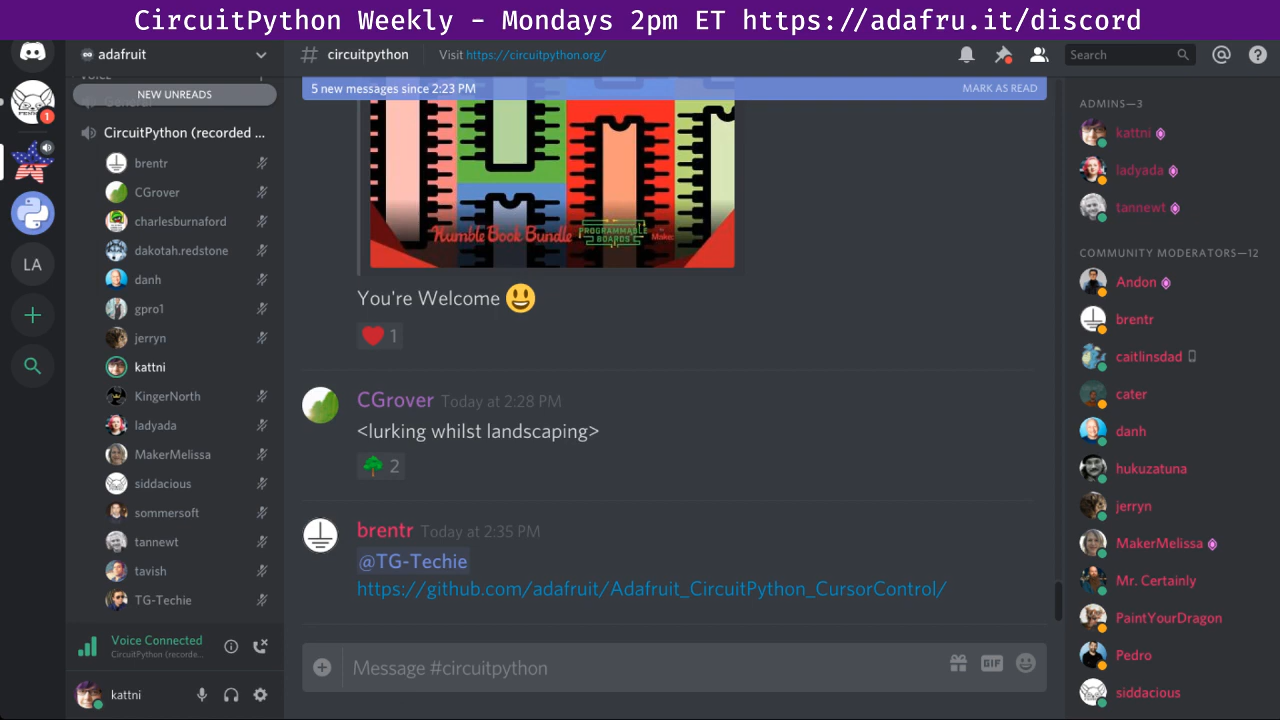 CircuitPython Weekly - Mondays 2pm ET https://adafru.it/discord
adafruit
NEW UNREADS
CircuitPython (recorded ...
brentr
CGrover
charlesburnaford
dakotah.redstone
danh
gpro1
jerryn
kattni
KingerNorth
ladyada
MakerMelissa
siddacious
sommersoft
tannewt
tavish
TG-Techie
Voice Connected
CircuitPython (recorde...
kattni
1
LA
# circuitpython
Visit https://circuitpython.org/
Search
5 new messages since 2:23 PM
MARK AS READ
Humble Book Bundle
PROGRAMMABLE
BOARDS
Make:
You're Welcome
1
CGrover Today at 2:28 PM
<lurking whilst landscaping>
2
brentr Today at 2:35 PM
@TG-Techie
https://github.com/adafruit/Adafruit_CircuitPython_CursorControl/
Message #circuitpython
GIF
ADMINS—3
kattni
ladyada
tannewt
COMMUNITY MODERATORS—12
Andon
brentr
caitlinsdad
cater
danh
hukuzatuna
jerryn
MakerMelissa
Mr. Certainly
PaintYourDragon
Pedro
siddacious